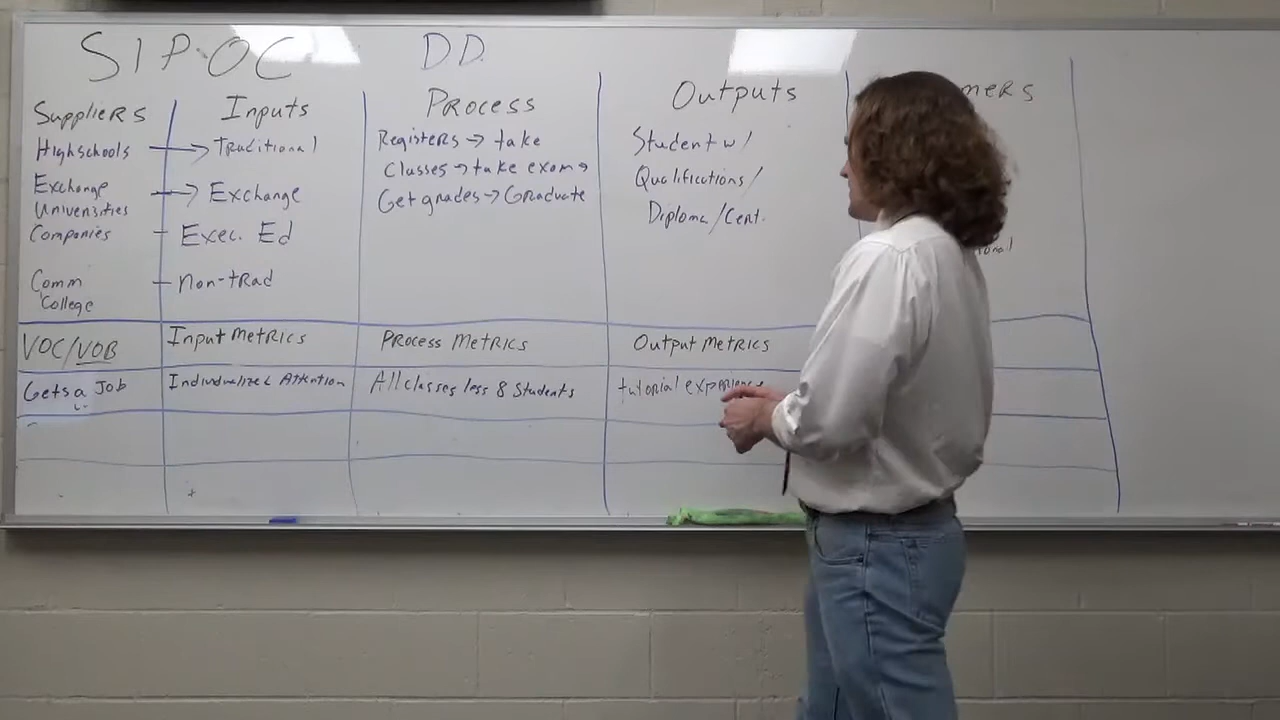 SIPOC DD
Suppliers
Highschools
Exchange
Universities
Companies
Comm
College
Inputs
Traditional
Exchange
Exec. Ed
Non-trad
Process
Registers → take
Classes → take exam →
Get grades → Graduate
Outputs
Student w/
Qualifications/
Diploma/Cert.
VOC/VOB
Input Metrics
Process Metrics
Output Metrics
Gets a Job
Individualized Attention
All classes less 8 Students
tutorial experience